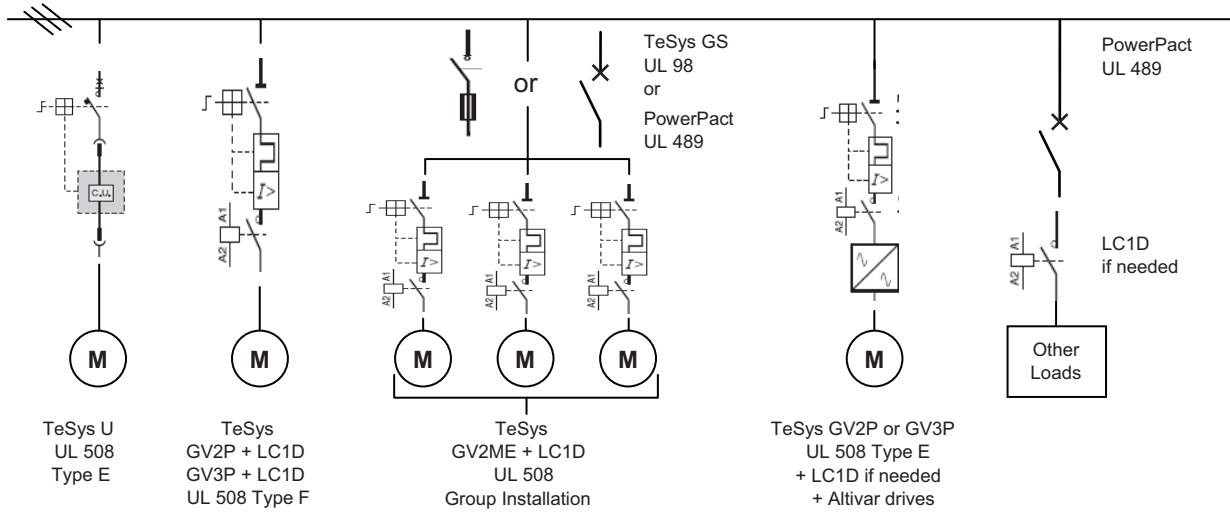 or
TeSys GS
UL 98
or
PowerPact
UL 489
PowerPact
UL 489
C.U.
I>
A1
A2
I>
A1
A2
I>
A1
A2
I>
A1
A2
I>
A1
A2
A1
A2
LC1D
if needed
M
M
M
M
M
M
Other
Loads
TeSys U
UL 508
Type E
TeSys
GV2P + LC1D
GV3P + LC1D
UL 508 Type F
TeSys
GV2ME + LC1D
UL 508
Group Installation
TeSys GV2P or GV3P
UL 508 Type E
+ LC1D if needed
+ Altivar drives